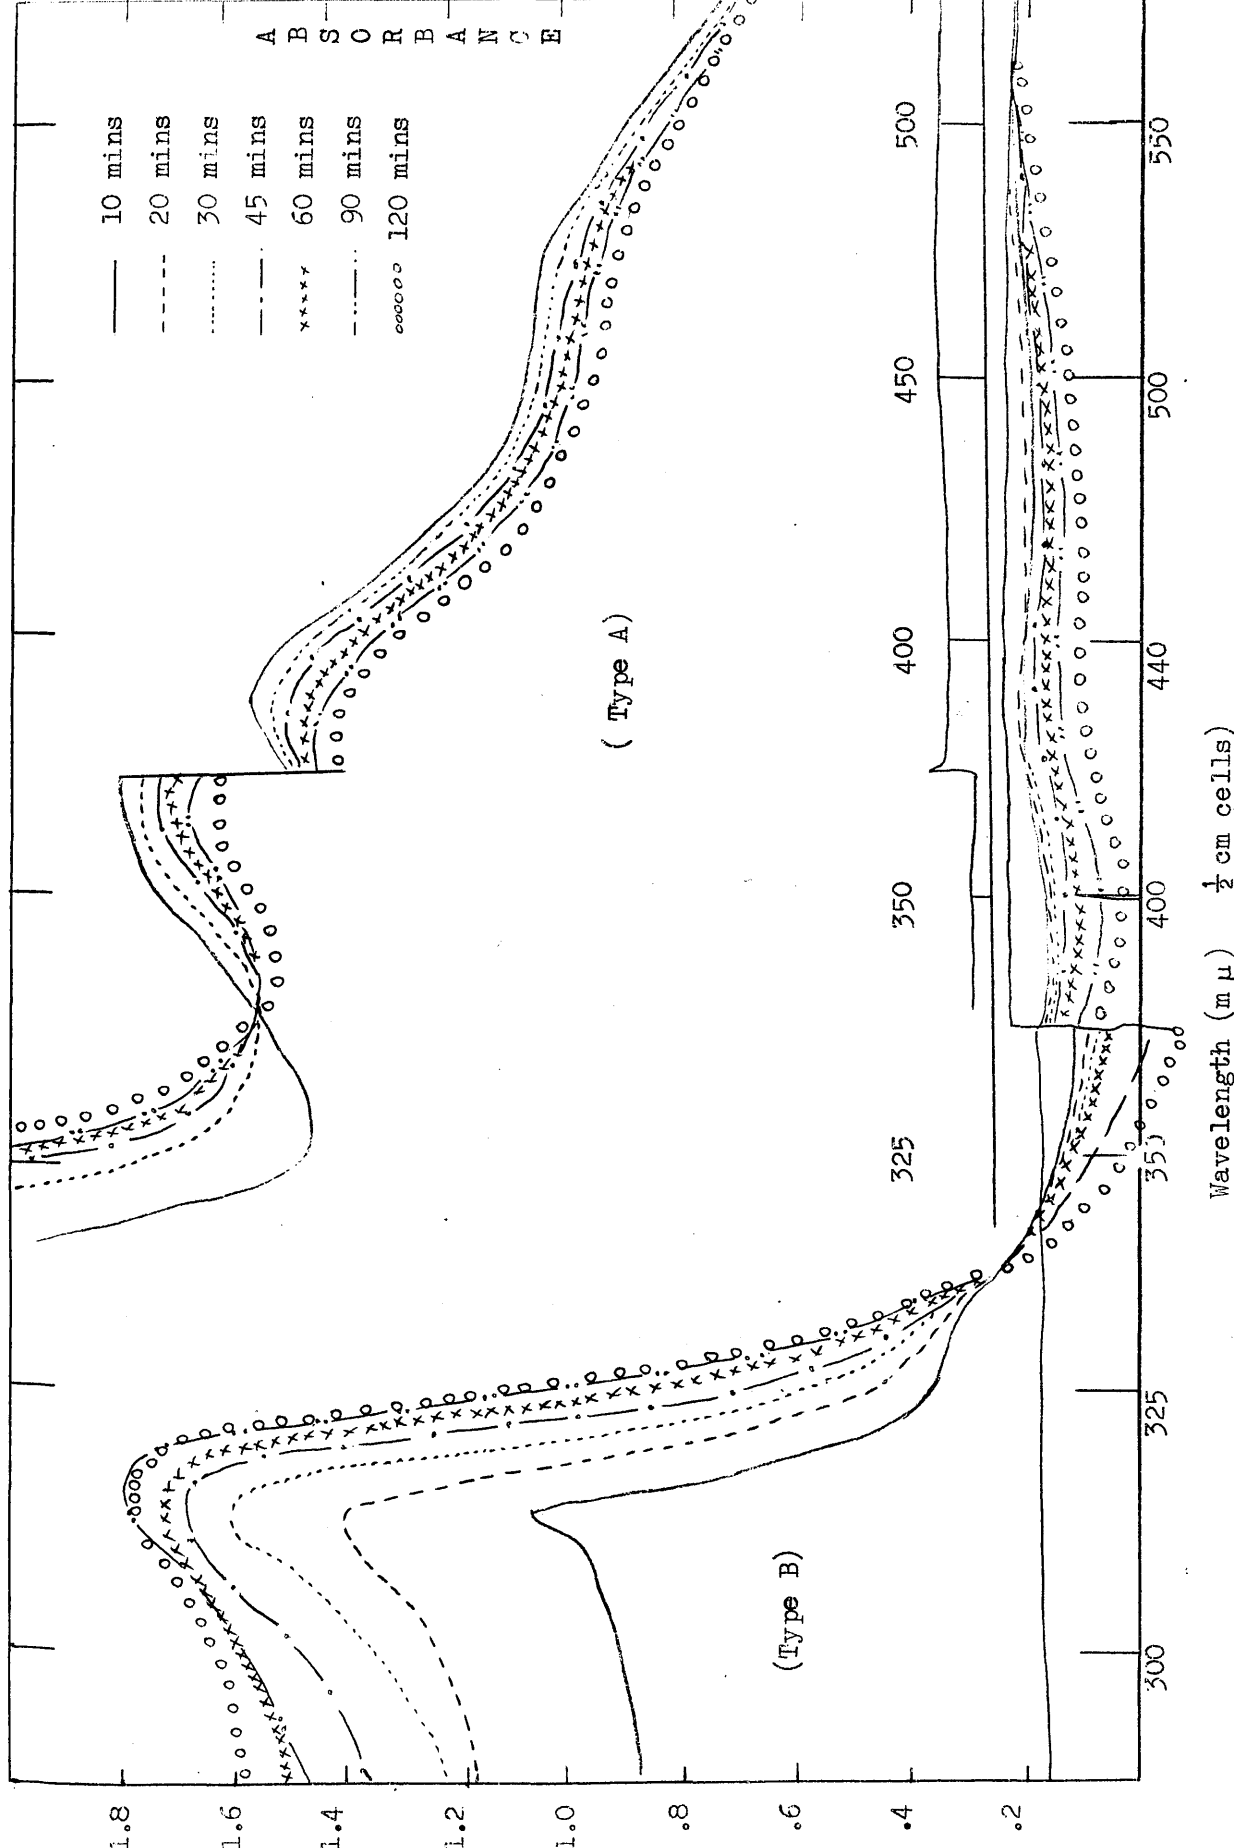 ABSORBANCE
10 mins
20 mins
30 mins
45 mins
60 mins
90 mins
120 mins
( Type A)
(Type B)
1.8
1.6
1.4
1.2
1.0
.8
.6
.4
.2
325
350
400
450
500
300
325
350
400
440
500
550
Wavelength (m μ) ½ cm cells)